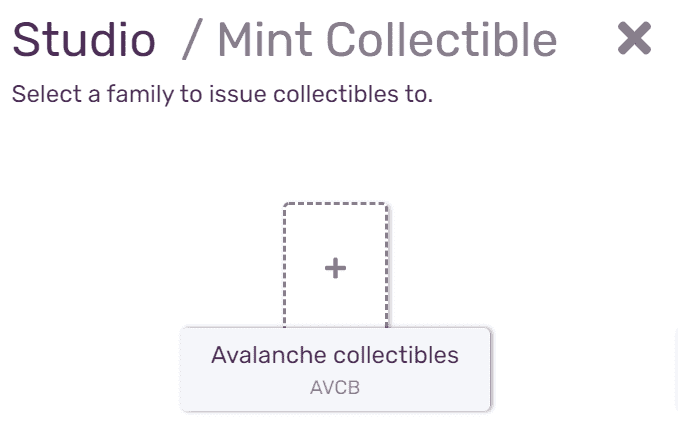 Studio / Mint Collectible
Select a family to issue collectibles to.
Avalanche collectibles
AVCB